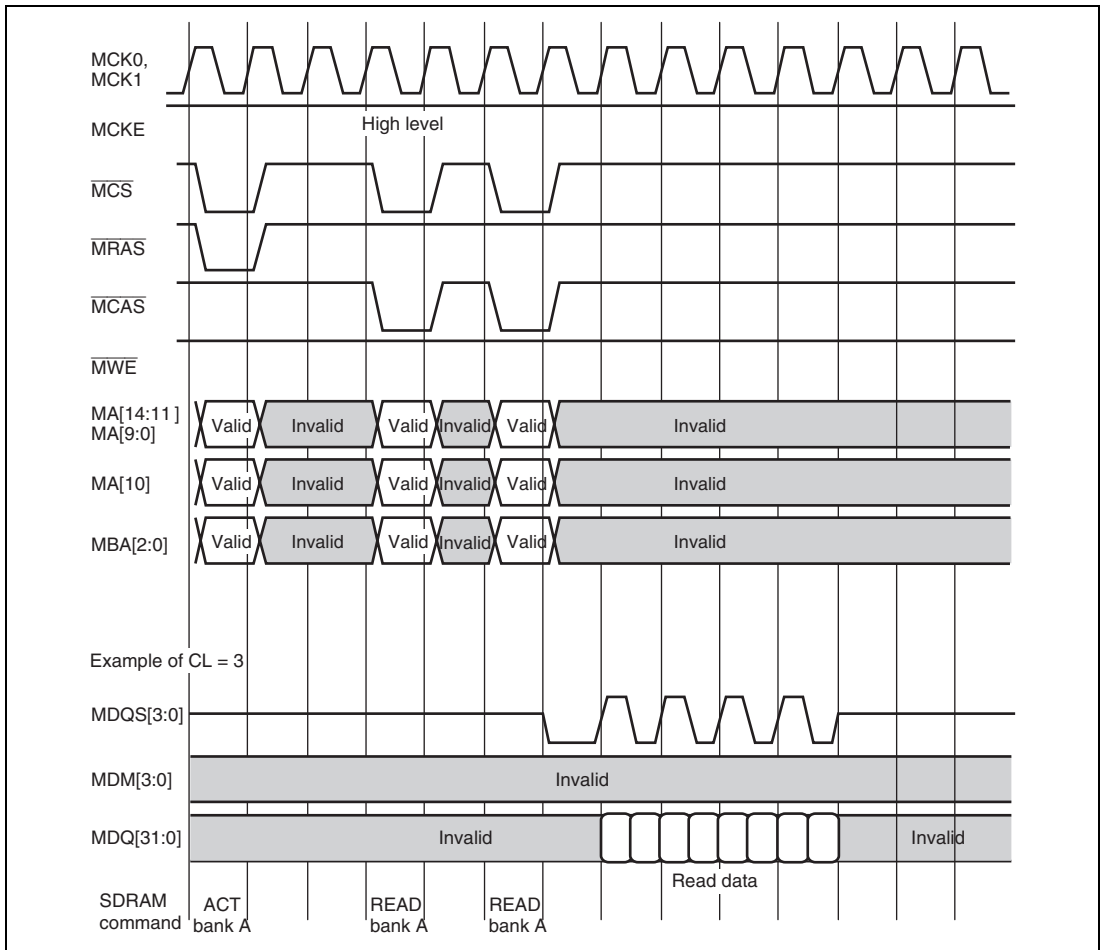 MCK0,
MCK1
MCKE
High level
MCS
MRAS
MCAS
MWE
MA[14:11 ]
MA[9:0]
Valid Invalid Valid Invalid Valid Invalid
MA[10]
Valid Invalid Valid Invalid Valid Invalid
MBA[2:0]
Valid Invalid Valid Invalid Valid Invalid
Example of CL = 3
MDQS[3:0]
MDM[3:0]
Invalid
MDQ[31:0]
Invalid Invalid
Read data
SDRAM
command
ACT
bank A
READ
bank A
READ
bank A